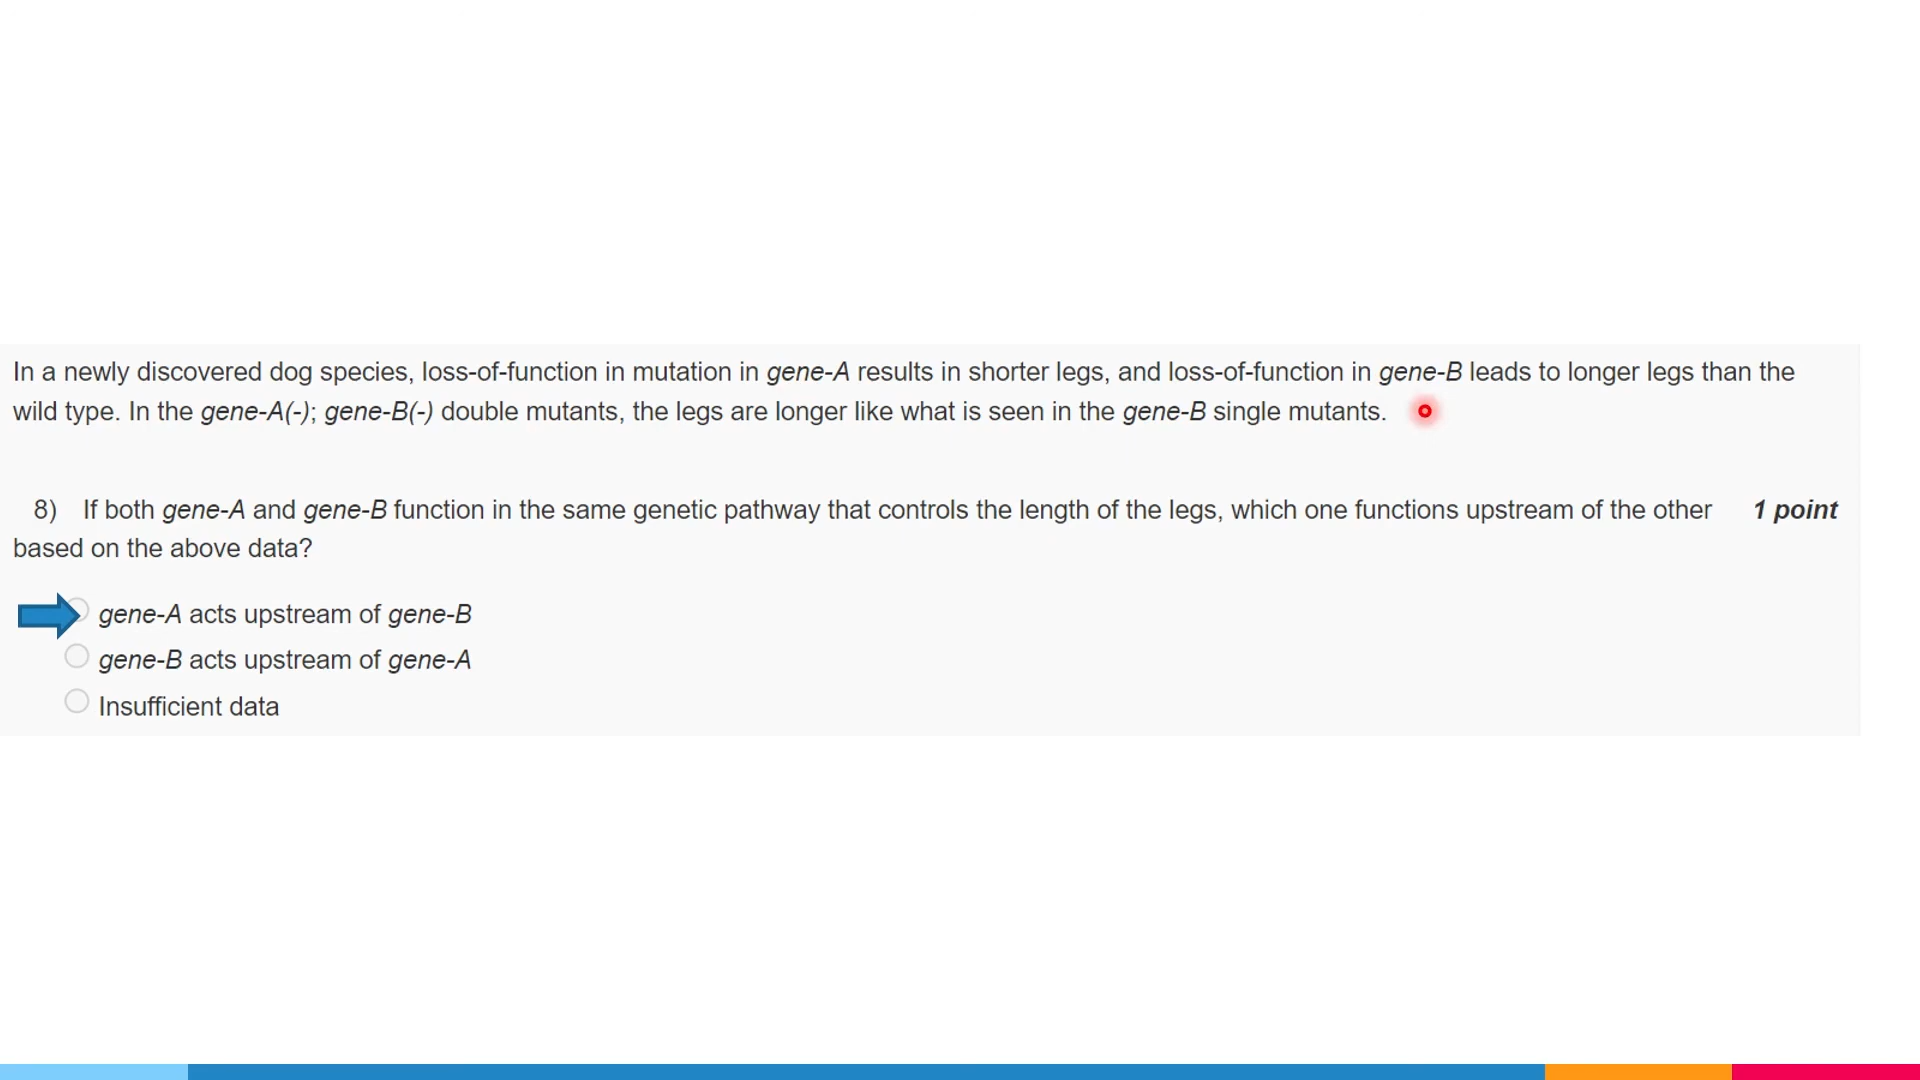 In a newly discovered dog species, loss-of-function in mutation in gene-A results in shorter legs, and loss-of-function in gene-B leads to longer legs than the
wild type. In the gene-A(-); gene-B(-) double mutants, the legs are longer like what is seen in the gene-B single mutants.
8) If both gene-A and gene-B function in the same genetic pathway that controls the length of the legs, which one functions upstream of the other 1 point
based on the above data?
gene-A acts upstream of gene-B
gene-B acts upstream of gene-A
Insufficient data